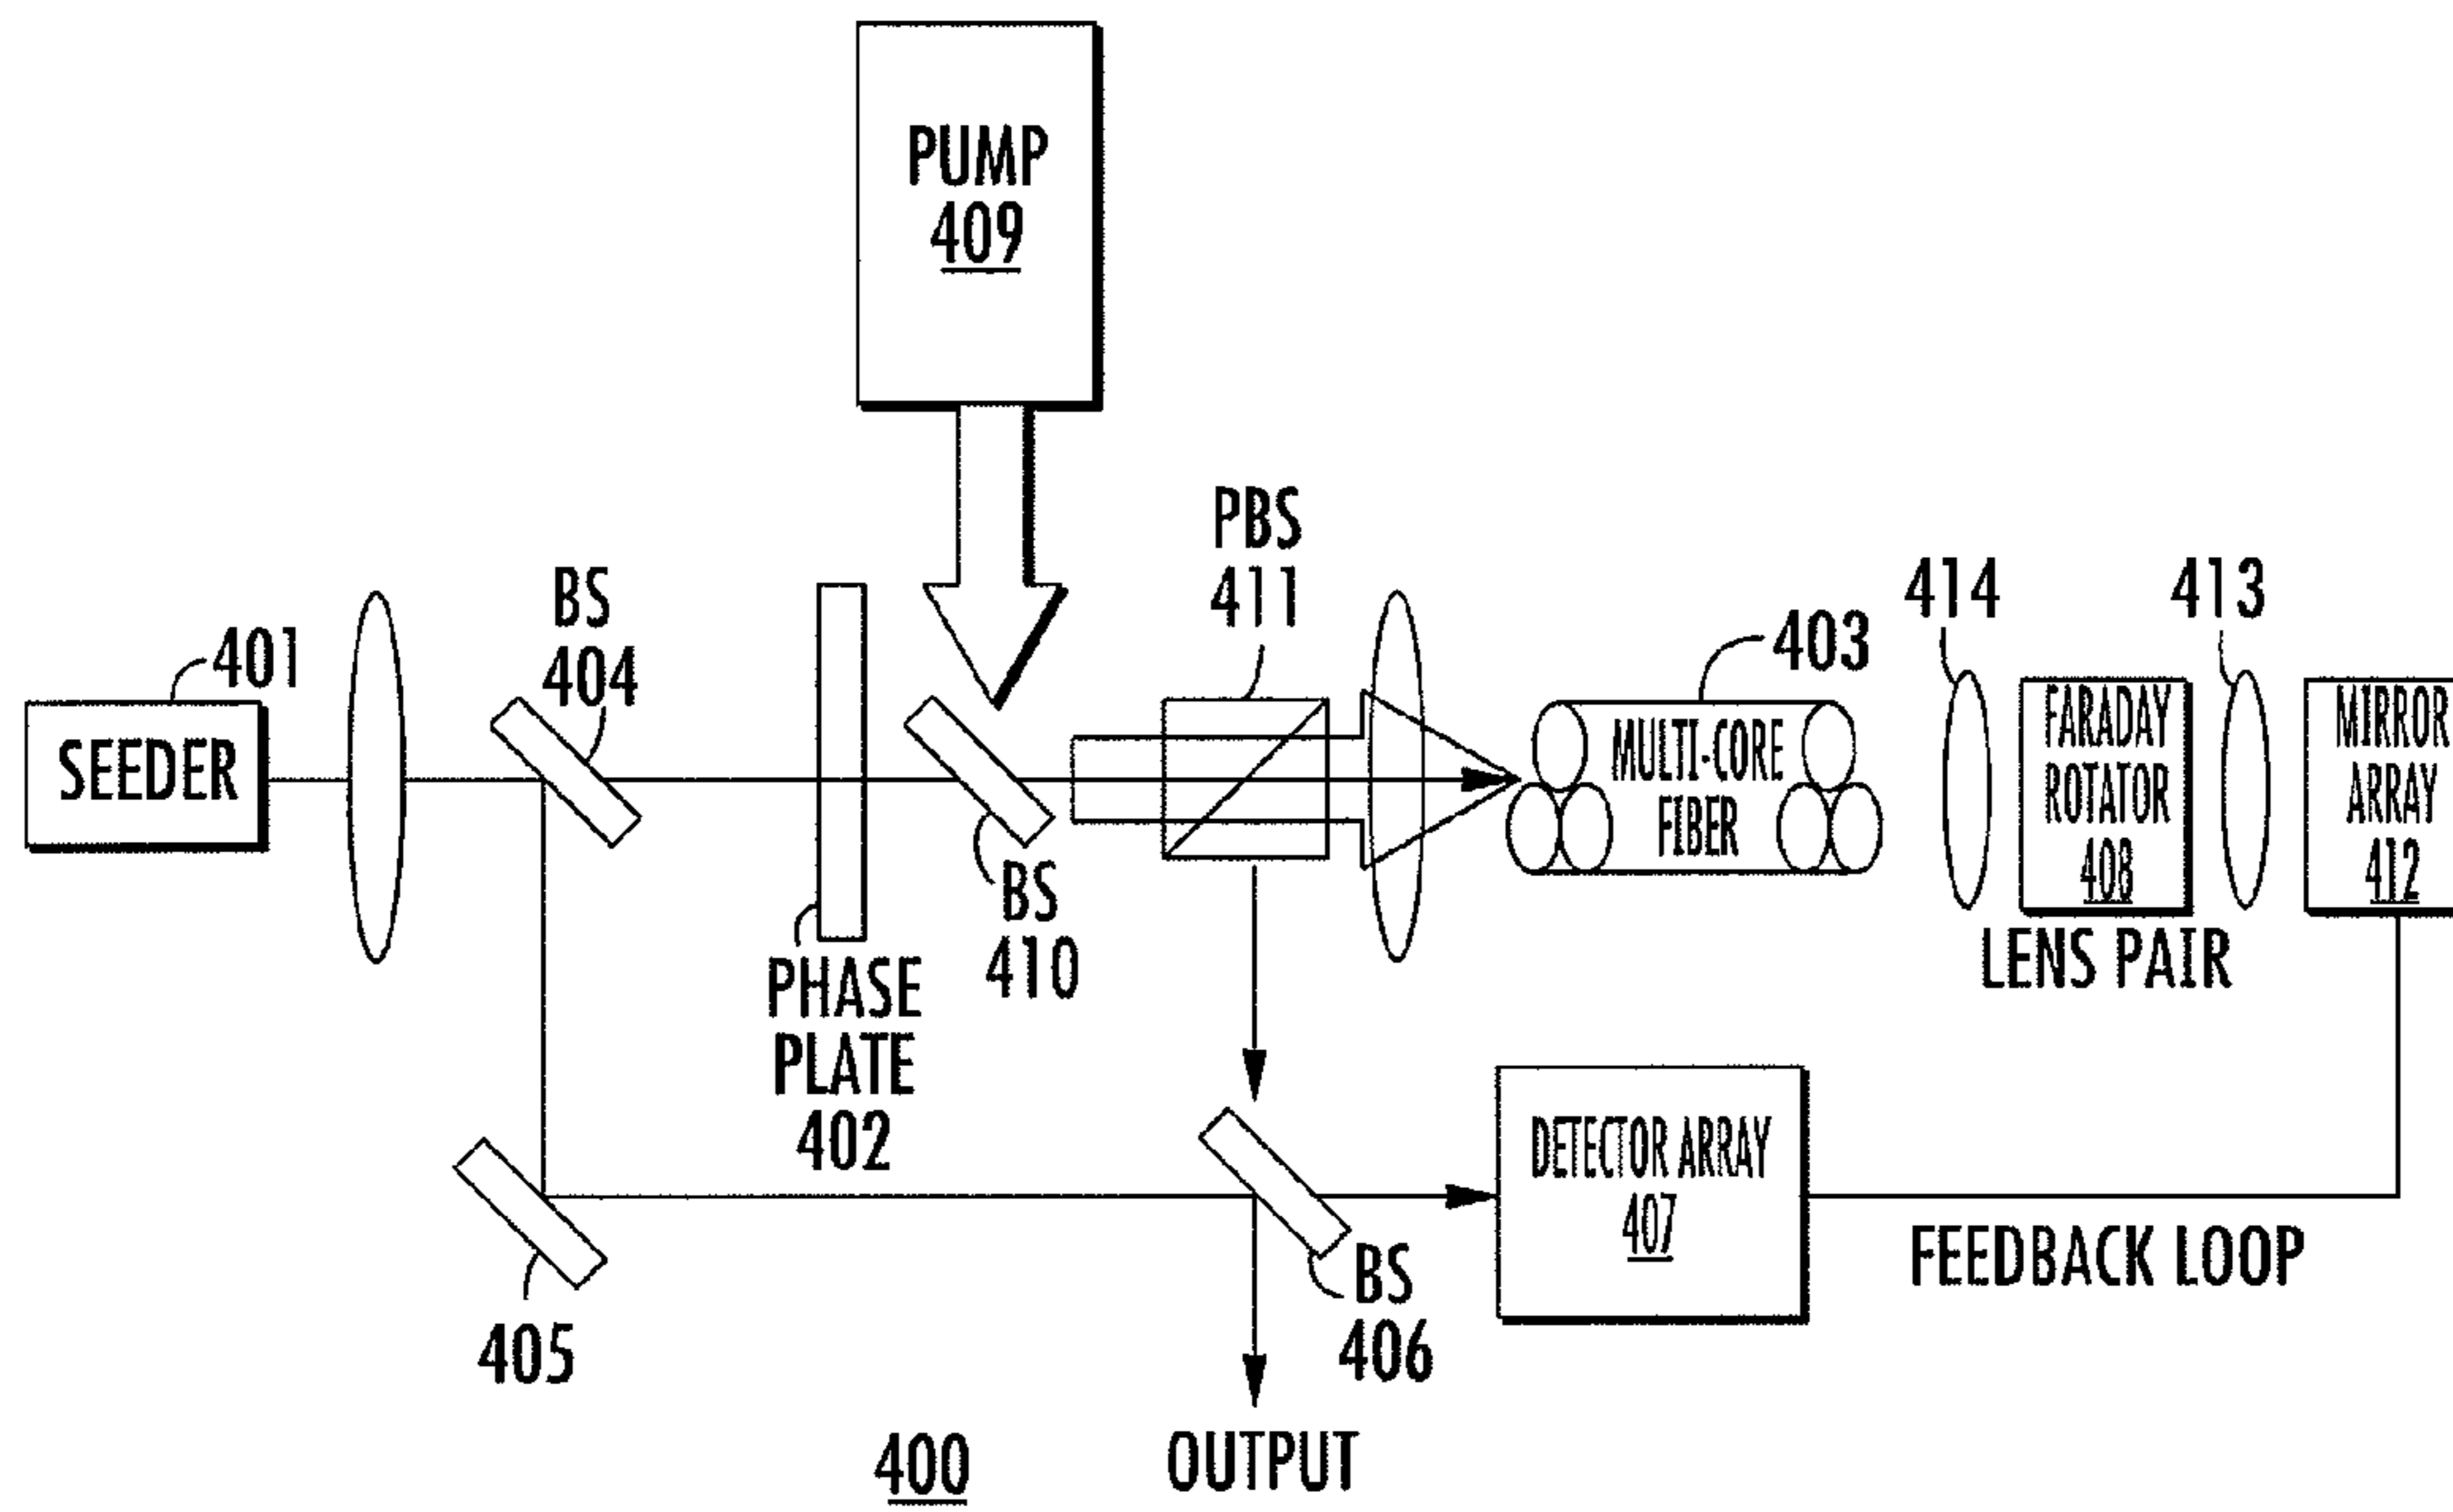 PUMP
409
PBS
411
BS
404
401
SEEDER
414
413
403
MULTI-CORE
FIBER
FARADAY
ROTATOR
408
MIRROR
ARRAY
412
LENS PAIR
BS
410
PHASE
PLATE
402
DETECTOR ARRAY
407
FEEDBACK LOOP
BS
406
405
OUTPUT
400